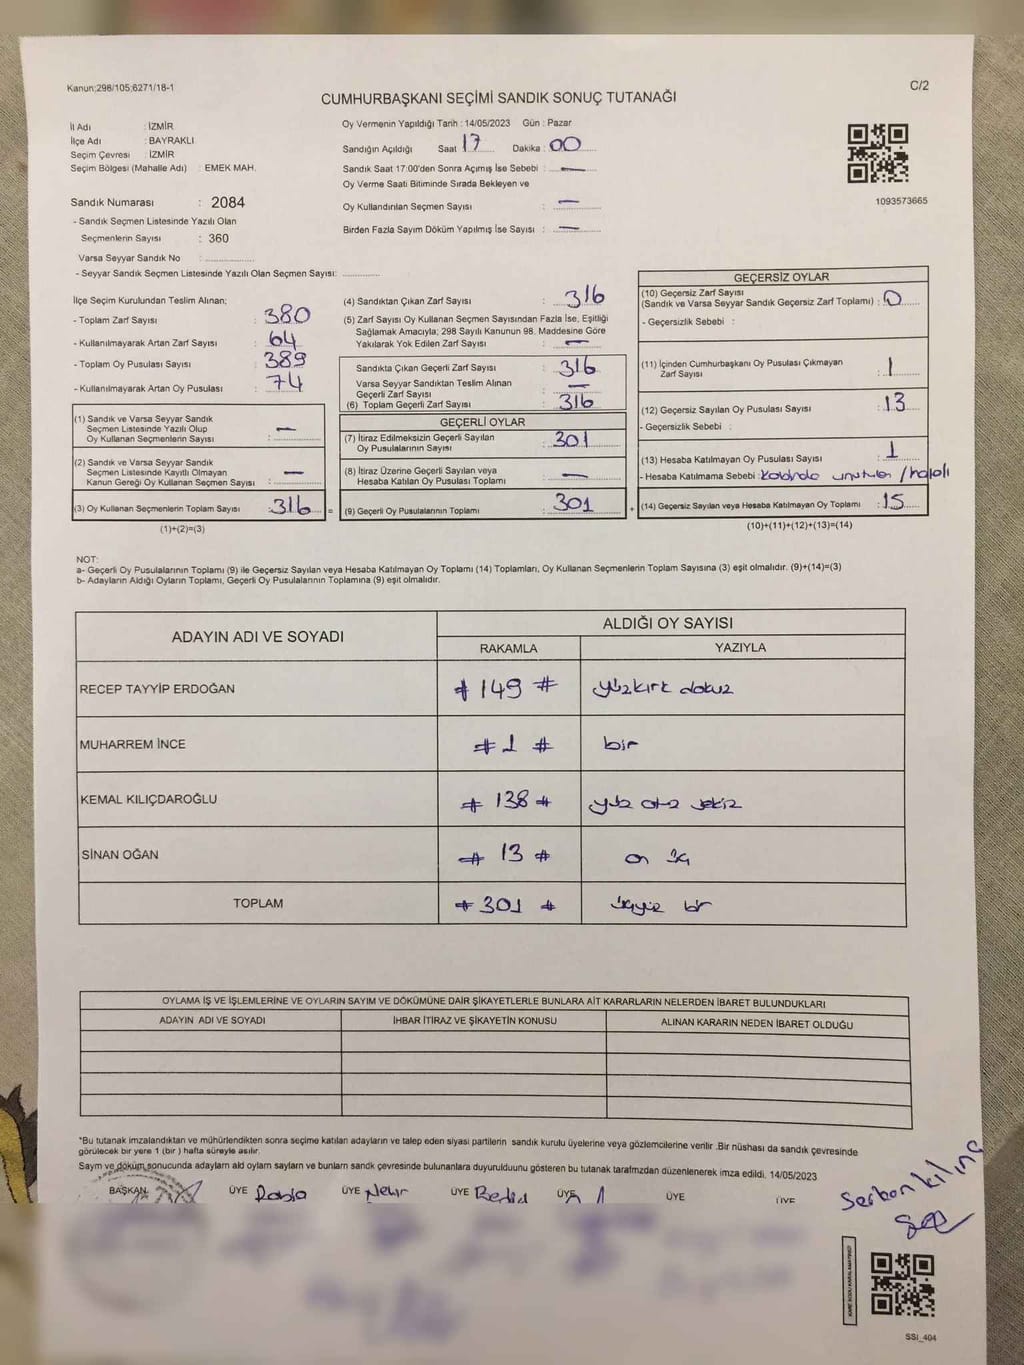 Kanun;298/105;6271/18-1
C/2
CUMHURBAŞKANI SEÇİMİ SANDIK SONUÇ TUTANAĞI
İl Adı : İZMİR
İlçe Adı : BAYRAKLI
Seçim Çevresi : İZMİR
Seçim Bölgesi (Mahalle Adı) : EMEK MAH.
Sandık Numarası : 2084
- Sandık Seçmen Listesinde Yazılı Olan
Seçmenlerin Sayısı : 360
Varsa Seyyar Sandık No :
- Seyyar Sandık Seçmen Listesinde Yazılı Olan Seçmen Sayısı:
Oy Vermenin Yapıldığı Tarih : 14/05/2023 Gün : Pazar
Sandığın Açıldığı Saat 17 Dakika : 00
Sandık Saat 17:00'den Sonra Açımış İse Sebebi : —
Oy Verme Saati Bitiminde Sırada Bekleyen ve
Oy Kullandırılan Seçmen Sayısı : —
Birden Fazla Sayım Döküm Yapılmış İse Sayısı : —
1093573665
İlçe Seçim Kurulundan Teslim Alınan;
- Toplam Zarf Sayısı : 380
- Kullanılmayarak Artan Zarf Sayısı : 64
- Toplam Oy Pusulası Sayısı : 389
- Kullanılmayarak Artan Oy Pusulası : 74
(1) Sandık ve Varsa Seyyar Sandık
Seçmen Listesinde Yazılı Olup
Oy Kullanan Seçmenlerin Sayısı : —
(2) Sandık ve Varsa Seyyar Sandık
Seçmen Listesinde Kayıtlı Olmayan
Kanun Gereği Oy Kullanan Seçmen Sayısı : —
(3) Oy Kullanan Seçmenlerin Toplam Sayısı : 316 =
(1)+(2)=(3)
(4) Sandıktan Çıkan Zarf Sayısı : 316
(5) Zarf Sayısı Oy Kullanan Seçmen Sayısından Fazla İse, Eşitliği
Sağlamak Amacıyla; 298 Sayılı Kanunun 98. Maddesine Göre
Yakılarak Yok Edilen Zarf Sayısı : —
Sandıkta Çıkan Geçerli Zarf Sayısı : 316
Varsa Seyyar Sandıktan Teslim Alınan
Geçerli Zarf Sayısı : —
(6) Toplam Geçerli Zarf Sayısı : 316
GEÇERLİ OYLAR
(7) İtiraz Edilmeksizin Geçerli Sayılan
Oy Pusulalarının Sayısı : 301
(8) İtiraz Üzerine Geçerli Sayılan veya
Hesaba Katılan Oy Pusulası Toplamı : —
(9) Geçerli Oy Pusulalarının Toplamı : 301 +
GEÇERSİZ OYLAR
(10) Geçersiz Zarf Sayısı
(Sandık ve Varsa Seyyar Sandık Geçersiz Zarf Toplamı) : 0
- Geçersizlik Sebebi :
(11) İçinden Cumhurbaşkanı Oy Pusulası Çıkmayan
Zarf Sayısı : 1
(12) Geçersiz Sayılan Oy Pusulası Sayısı : 13
- Geçersizlik Sebebi :
(13) Hesaba Katılmayan Oy Pusulası Sayısı : 1
- Hesaba Katılmama Sebebi :
(14) Geçersiz Sayılan veya Hesaba Katılmayan Oy Toplamı : 15
(10)+(11)+(12)+(13)=(14)
NOT:
a- Geçerli Oy Pusulalarının Toplamı (9) ile Geçersiz Sayılan veya Hesaba Katılmayan Oy Toplamı (14) Toplamları, Oy Kullanan Seçmenlerin Toplam Sayısına (3) eşit olmalıdır. (9)+(14)=(3)
b- Adayların Aldığı Oyların Toplamı, Geçerli Oy Pusulalarının Toplamına (9) eşit olmalıdır.
ADAYIN ADI VE SOYADI ALDIĞI OY SAYISI
RAKAMLA YAZIYLA
RECEP TAYYİP ERDOĞAN # 149 # yüzkırk dokuz
MUHARREM İNCE # 1 # bir
KEMAL KILIÇDAROĞLU # 138 # yüz otuz sekiz
SİNAN OĞAN # 13 # on üç
TOPLAM # 301 # üçyüz bir
OYLAMA İŞ VE İŞLEMLERİNE VE OYLARIN SAYIM VE DÖKÜMÜNE DAİR ŞİKAYETLERLE BUNLARA AİT KARARLARIN NELERDEN İBARET BULUNDUKLARI
ADAYIN ADI VE SOYADI İHBAR İTİRAZ VE ŞİKAYETİN KONUSU ALINAN KARARIN NEDEN İBARET OLDUĞU
*Bu tutanak imzalandıktan ve mühürlendikten sonra seçime katılan adayların ve talep eden siyasi partilerin sandık kurulu üyelerine veya gözlemcilerine verilir .Bir nüshası da sandık çevresinde
görülecek bir yere 1 (bir ) hafta süreyle asılır.
Sayım ve döküm sonucunda adayların ald oyların sayların ve bunların sandk çevresinde bulunanlara duyurulduunu gösteren bu tutanak tarafmzdan düzenlenerek imza edildi. 14/05/2023
BAŞKAN ÜYE Rabia ÜYE Nehir ÜYE ÜYE ÜYE ÜYE
Serkan kılınç
KARE KODU KARALAMAYINIZ!
SSİ_404